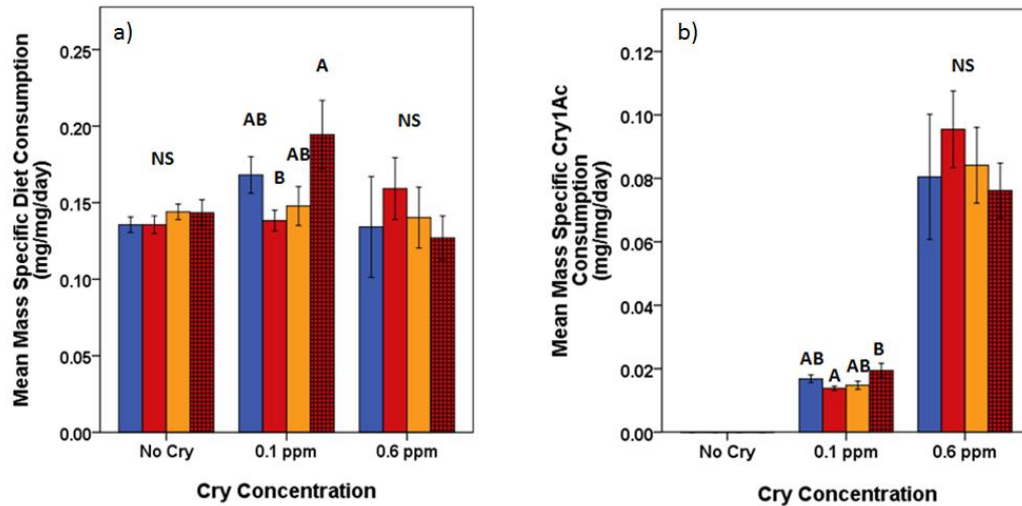 a)
Mean Mass Specific Diet Consumption
(mg/mg/day)
0.25
0.20
0.15
0.10
0.05
0.00
NS
AB
B
AB
A
NS
No Cry
0.1 ppm
0.6 ppm
Cry Concentration
b)
Mean Mass Specific Cry1Ac
Consumption
(mg/mg/day)
0.12
0.10
0.08
0.06
0.04
0.02
0.00
AB
A
AB
B
NS
No Cry
0.1 ppm
0.6 ppm
Cry Concentration